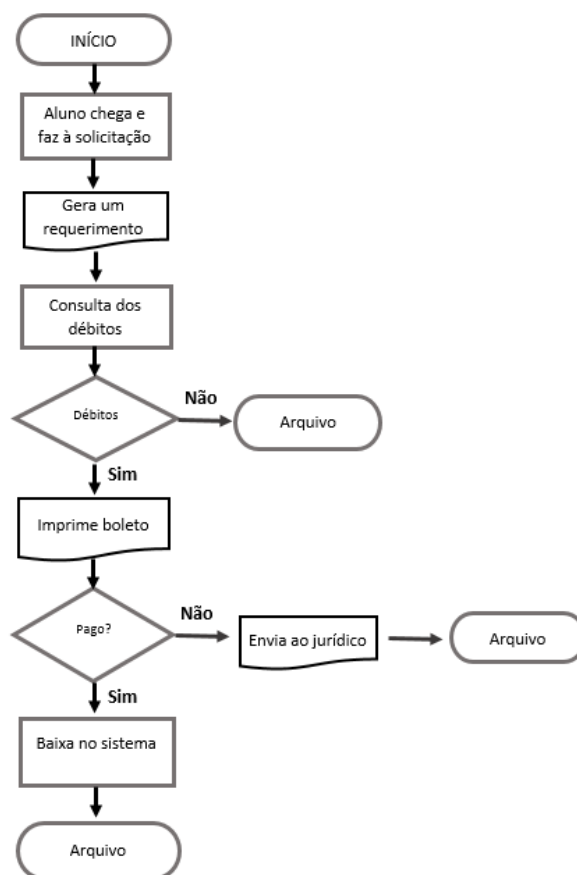 INÍCIO
Aluno chega e
faz à solicitação
Gera um
requerimento
Consulta dos
débitos
Débitos
Não
Arquivo
Sim
Imprime boleto
Pago?
Não
Envia ao jurídico
Arquivo
Sim
Baixa no sistema
Arquivo